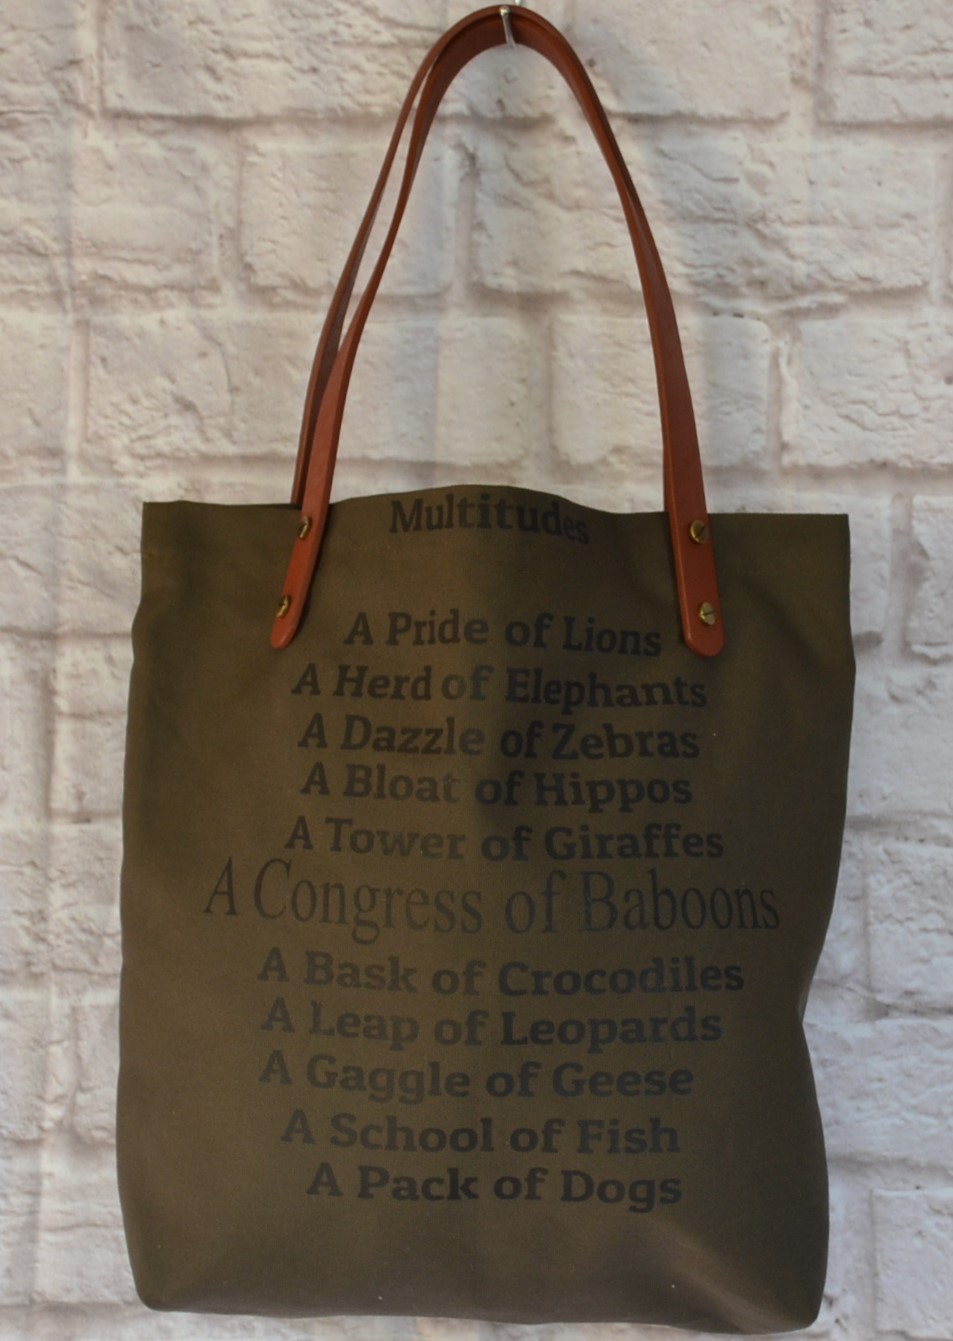 Multitudes
A Pride of Lions
A Herd of Elephants
A Dazzle of Zebras
A Bloat of Hippos
A Tower of Giraffes
A Congress of Baboons
A Bask of Crocodiles
A Leap of Leopards
A Gaggle of Geese
A School of Fish
A Pack of Dogs